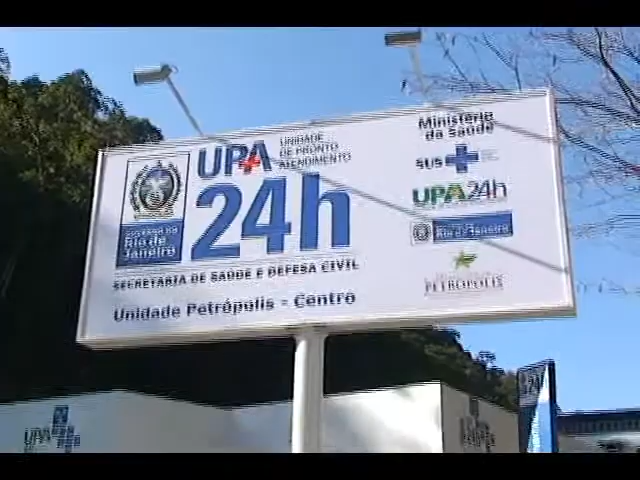 UPA
UNIDADE
DE PRONTO
ATENDIMENTO
24h
GOVERNO DO
Rio de
Janeiro
SECRETARIA DE SAÚDE E DEFESA CIVIL
Unidade Petrópolis - Centro
Ministério
da Saúde
SUS
UPA24h
Rio de Janeiro
PETRÓPOLIS
UPA